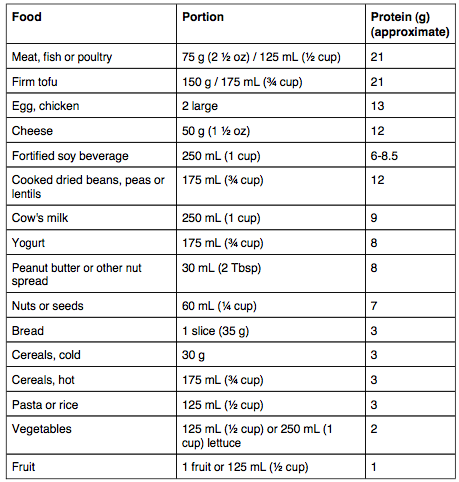 Food Portion Protein (g)
(approximate)
Meat, fish or poultry 75 g (2 ½ oz) / 125 mL (½ cup) 21
Firm tofu 150 g / 175 mL (¾ cup) 21
Egg, chicken 2 large 13
Cheese 50 g (1 ½ oz) 12
Fortified soy beverage 250 mL (1 cup) 6-8.5
Cooked dried beans, peas or 175 mL (¾ cup) 12
lentils
Cow's milk 250 mL (1 cup) 9
Yogurt 175 mL (¾ cup) 8
Peanut butter or other nut 30 mL (2 Tbsp) 8
spread
Nuts or seeds 60 mL (¼ cup) 7
Bread 1 slice (35 g) 3
Cereals, cold 30 g 3
Cereals, hot 175 mL (¾ cup) 3
Pasta or rice 125 mL (½ cup) 3
Vegetables 125 mL (½ cup) or 250 mL (1 2
cup) lettuce
Fruit 1 fruit or 125 mL (½ cup) 1